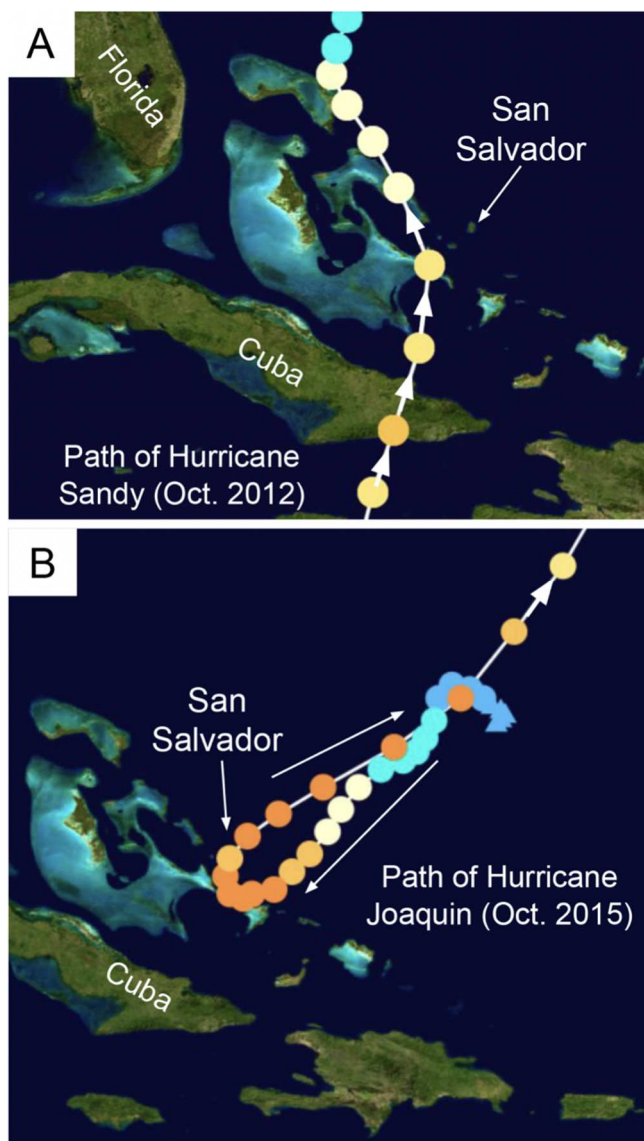 A
Florida
San
Salvador
Cuba
Path of Hurricane
Sandy (Oct. 2012)
B
San
Salvador
Path of Hurricane
Joaquin (Oct. 2015)
Cuba